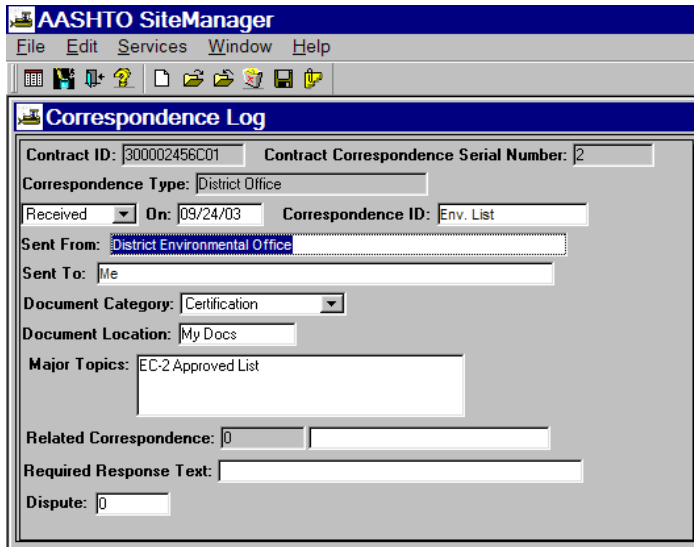 AASHTO SiteManager
File Edit Services Window Help
Correspondence Log
Contract ID: 300002456C01 Contract Correspondence Serial Number: 2
Correspondence Type: District Office
Received On: 09/24/03 Correspondence ID: Env. List
Sent From: District Environmental Office
Sent To: Me
Document Category: Certification
Document Location: My Docs
Major Topics: EC-2 Approved List
Related Correspondence: 0
Required Response Text:
Dispute: 0